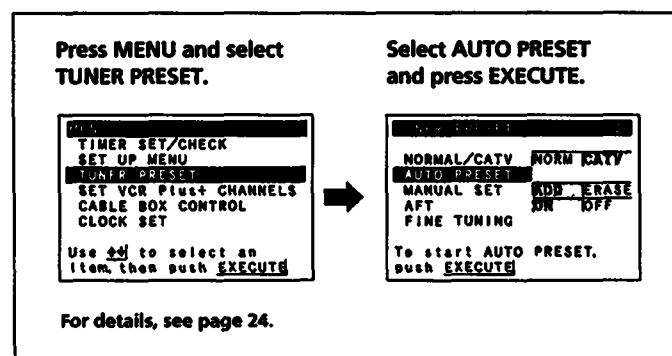 Press MENU and select
TUNER PRESET.
MENU
TIMER SET/CHECK
SET UP MENU
TUNER PRESET
SET VCR Plus+ CHANNELS
CABLE BOX CONTROL
CLOCK SET
Use to select an
item, then push EXECUTE
Select AUTO PRESET
and press EXECUTE.
TUNER PRESET
NORMAL/CATV NORM CATV
AUTO PRESET
MANUAL SET ADD ERASE
AFT ON OFF
FINE TUNING
To start AUTO PRESET,
push EXECUTE
For details, see page 24.